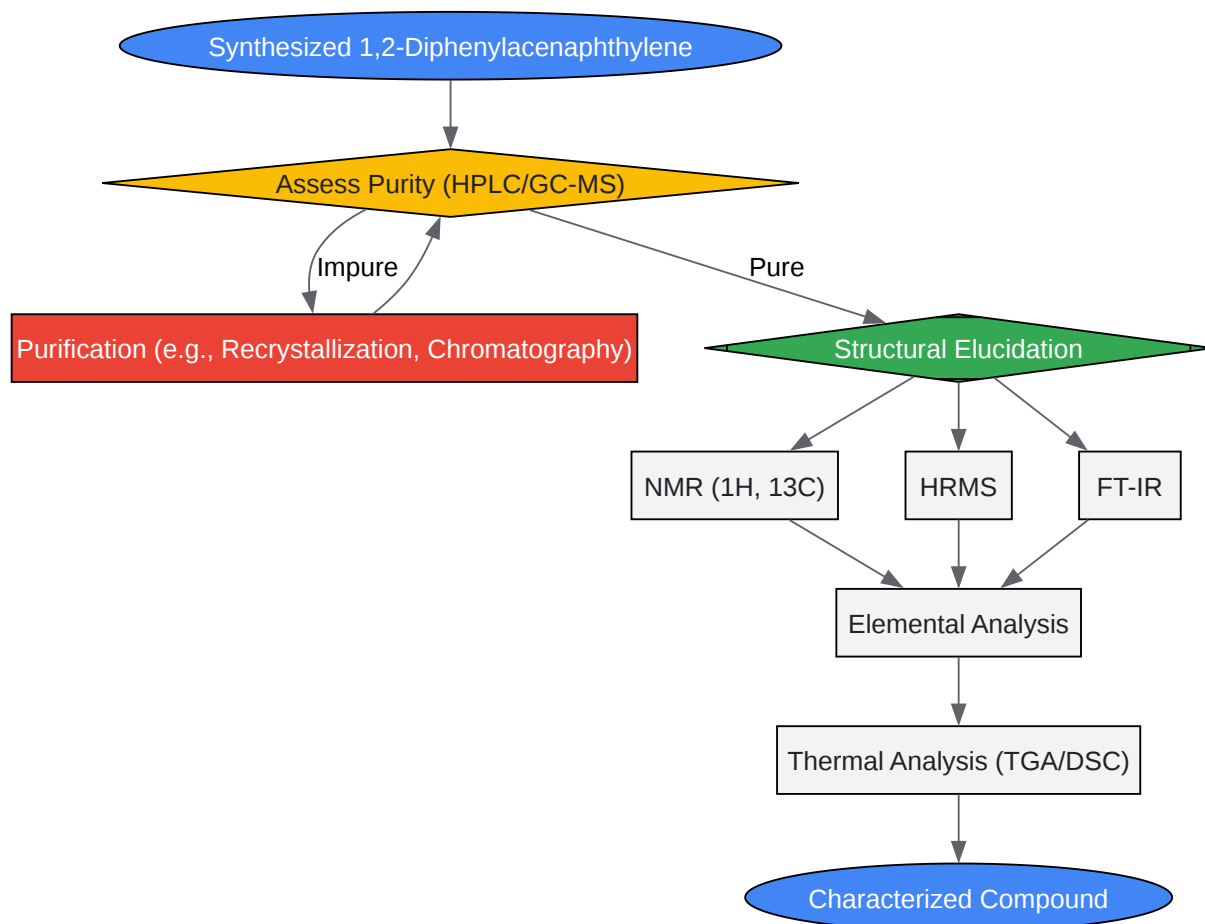 Synthesized 1,2-Diphenylacenaphthylene
Assess Purity (HPLC/GC-MS)
Impure
Pure
Purification (e.g., Recrystallization, Chromatography)
Structural Elucidation
NMR (1H, 13C)
HRMS
FT-IR
Elemental Analysis
Thermal Analysis (TGA/DSC)
Characterized Compound